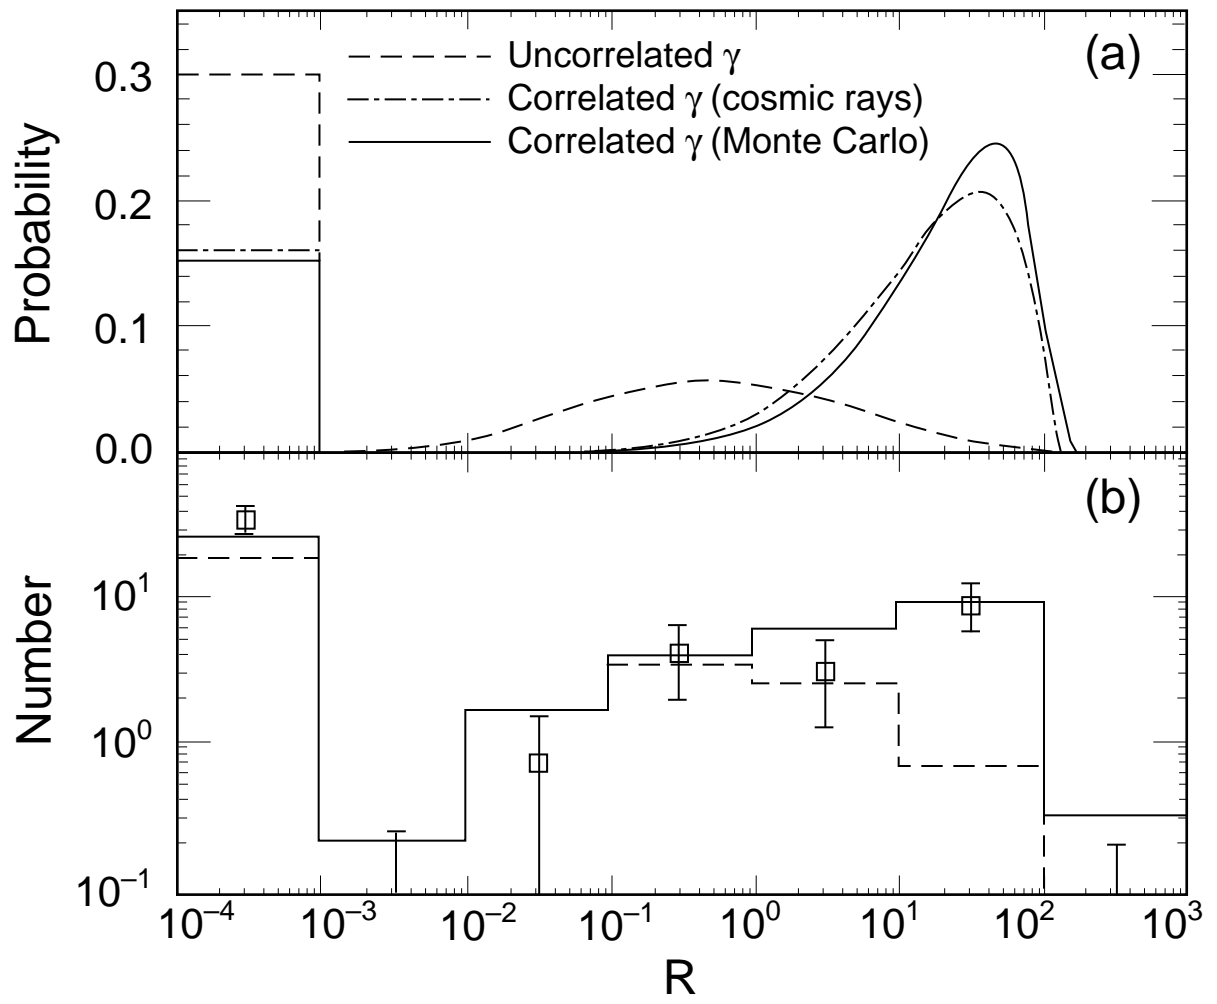 (a)
Uncorrelated γ
Correlated γ (cosmic rays)
Correlated γ (Monte Carlo)
Probability
0.3
0.2
0.1
0.0
(b)
Number
10¹
10⁰
10⁻¹
10⁻⁴ 10⁻³ 10⁻² 10⁻¹ 10⁰ 10¹ 10² 10³
R